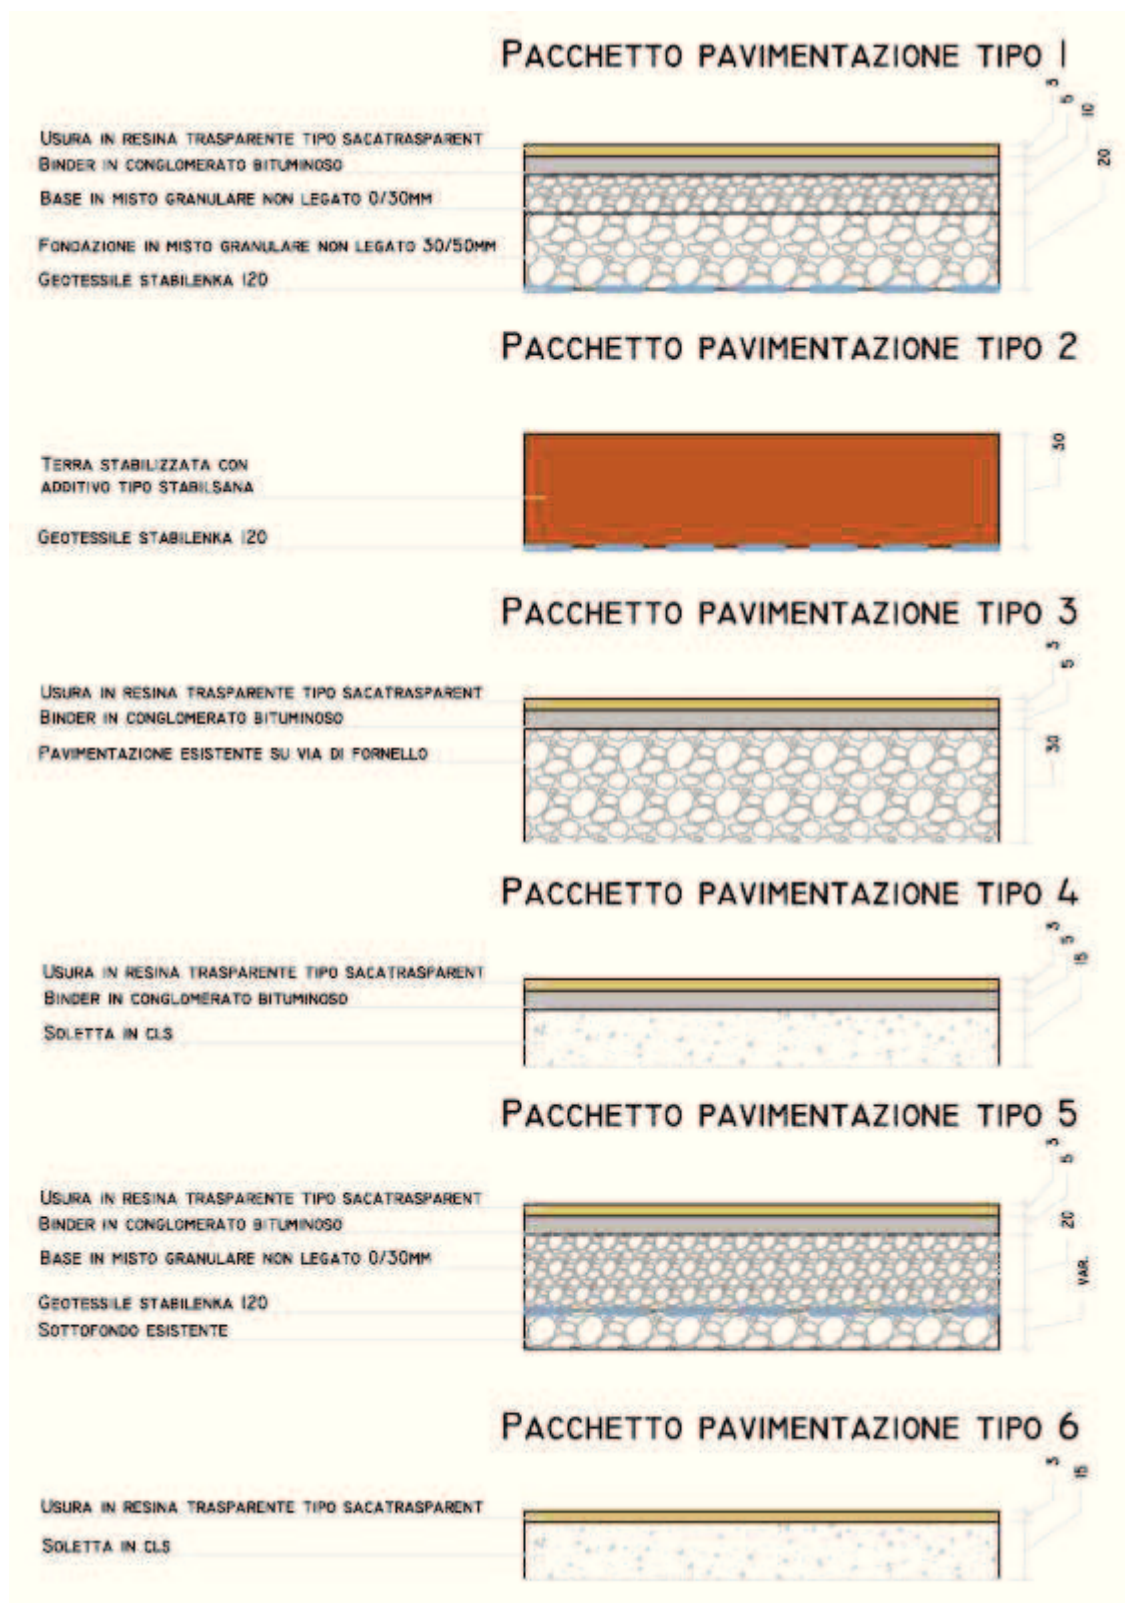 PACCHETTO PAVIMENTAZIONE TIPO 1
3
5
10
20
USURA IN RESINA TRASPARENTE TIPO SACATRASPARENT
BINDER IN CONGLOMERATO BITUMINOSO
BASE IN MISTO GRANULARE NON LEGATO 0/30MM
FONDAZIONE IN MISTO GRANULARE NON LEGATO 30/50MM
GEOTESSILE STABILENKA 120
PACCHETTO PAVIMENTAZIONE TIPO 2
30
TERRA STABILIZZATA CON
ADDITIVO TIPO STABILSANA
GEOTESSILE STABILENKA 120
PACCHETTO PAVIMENTAZIONE TIPO 3
3
5
30
USURA IN RESINA TRASPARENTE TIPO SACATRASPARENT
BINDER IN CONGLOMERATO BITUMINOSO
PAVIMENTAZIONE ESISTENTE SU VIA DI FORNELLO
PACCHETTO PAVIMENTAZIONE TIPO 4
3
5
15
USURA IN RESINA TRASPARENTE TIPO SACATRASPARENT
BINDER IN CONGLOMERATO BITUMINOSO
SOLETTA IN CLS
PACCHETTO PAVIMENTAZIONE TIPO 5
3
5
20
VAR.
USURA IN RESINA TRASPARENTE TIPO SACATRASPARENT
BINDER IN CONGLOMERATO BITUMINOSO
BASE IN MISTO GRANULARE NON LEGATO 0/30MM
GEOTESSILE STABILENKA 120
SOTTOFONDO ESISTENTE
PACCHETTO PAVIMENTAZIONE TIPO 6
3
15
USURA IN RESINA TRASPARENTE TIPO SACATRASPARENT
SOLETTA IN CLS